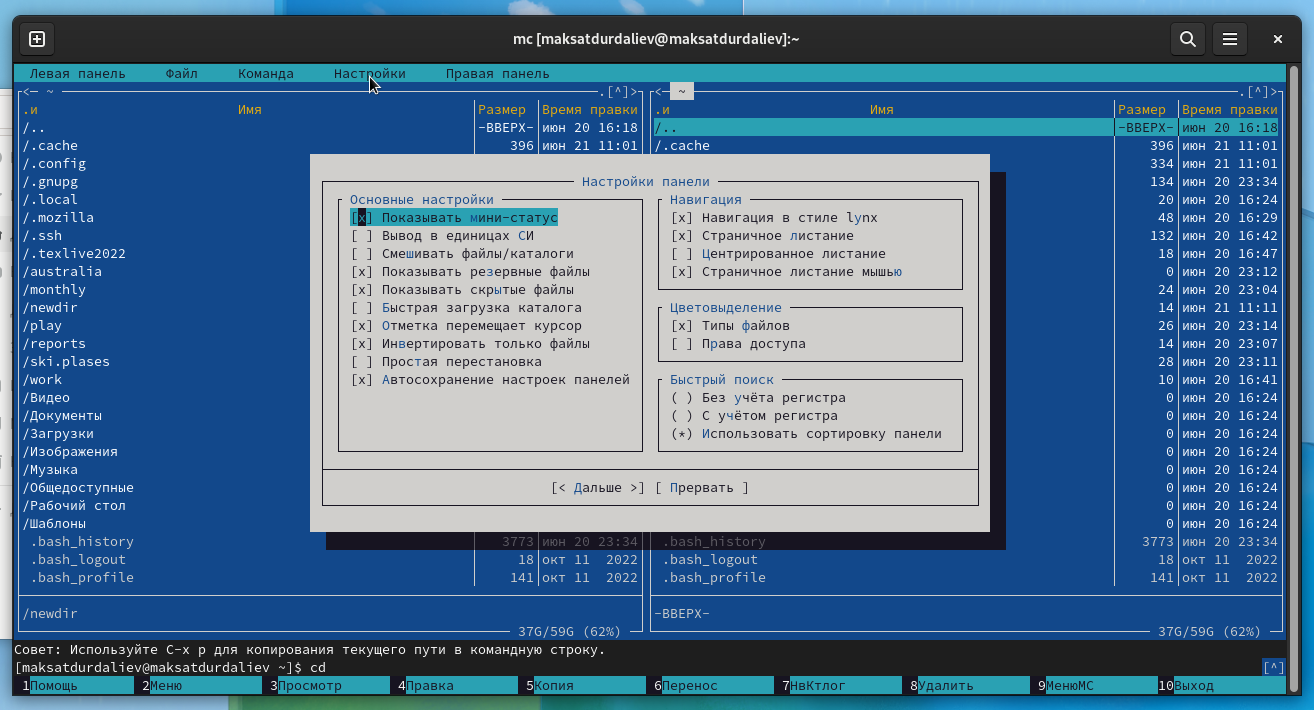 mc [maksatdurdaliev@maksatdurdaliev]:~
Левая панель Файл Команда Настройки Правая панель
<─ ~ .[^]> <─ ~ .[^]>
.и Имя Размер Время правки .и Имя Размер Время правки
/.. -ВВЕРХ- июн 20 16:18 /.. -ВВЕРХ- июн 20 16:18
/.cache 396 июн 21 11:01 /.cache 396 июн 21 11:01
/.config 334 июн 21 11:01
/.gnupg Настройки панели 134 июн 20 23:34
/.local Основные настройки Навигация 20 июн 20 16:24
/.mozilla [x] Показывать мини-статус [x] Навигация в стиле lynx 48 июн 20 16:29
/.ssh [ ] Вывод в единицах СИ [x] Страничное листание 132 июн 20 16:42
/.texlive2022 [ ] Смешивать файлы/каталоги [ ] Центрированное листание 18 июн 20 16:47
/australia [x] Показывать резервные файлы [x] Страничное листание мышью 0 июн 20 23:12
/monthly [x] Показывать скрытые файлы 24 июн 20 23:04
/newdir [ ] Быстрая загрузка каталога Цветовыделение 14 июн 21 11:11
/play [x] Отметка перемещает курсор [x] Типы файлов 26 июн 20 23:14
/reports [x] Инвертировать только файлы [ ] Права доступа 14 июн 20 23:07
/ski.plases [ ] Простая перестановка 28 июн 20 23:11
/work [x] Автосохранение настроек панелей Быстрый поиск 10 июн 20 16:41
/Видео ( ) Без учёта регистра 0 июн 20 16:24
/Документы ( ) С учётом регистра 0 июн 20 16:24
/Загрузки (*) Использовать сортировку панели 0 июн 20 16:24
/Изображения 0 июн 20 16:24
/Музыка 0 июн 20 16:24
/Общедоступные [< Дальше >] [ Прервать ] 0 июн 20 16:24
/Рабочий стол 0 июн 20 16:24
/Шаблоны 0 июн 20 16:24
.bash_history 3773 июн 20 23:34 .bash_history 3773 июн 20 23:34
.bash_logout 18 окт 11 2022 .bash_logout 18 окт 11 2022
.bash_profile 141 окт 11 2022 .bash_profile 141 окт 11 2022
/newdir -ВВЕРХ-
37G/59G (62%) 37G/59G (62%)
Совет: Используйте C-x p для копирования текущего пути в командную строку.
[maksatdurdaliev@maksatdurdaliev ~]$ cd [^]
1Помощь 2Меню 3Просмотр 4Правка 5Копия 6Перенос 7НвКтлог 8Удалить 9МенюMC 10Выход